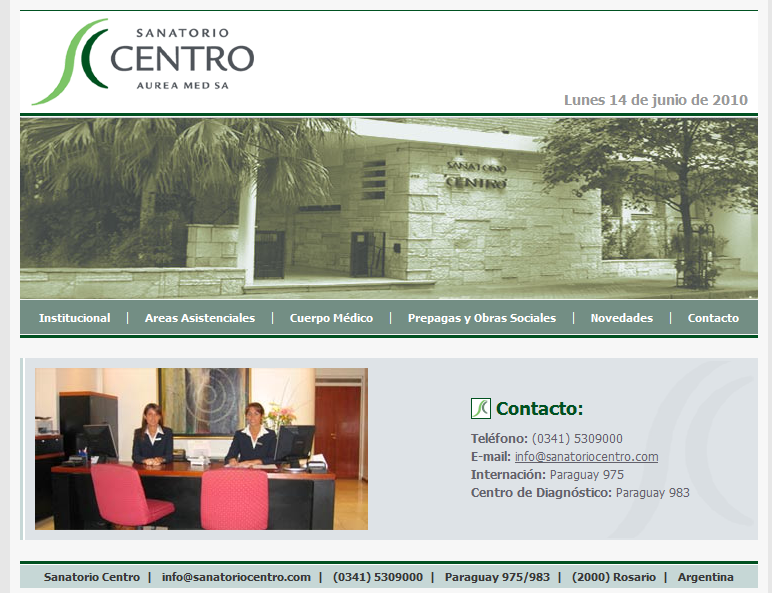 SANATORIO
CENTRO
AUREA MED SA
Lunes 14 de junio de 2010
SANATORIO
CENTRO
Institucional | Areas Asistenciales | Cuerpo Médico | Prepagas y Obras Sociales | Novedades | Contacto
Contacto:
Teléfono: (0341) 5309000
E-mail: info@sanatoriocentro.com
Internación: Paraguay 975
Centro de Diagnóstico: Paraguay 983
Sanatorio Centro | info@sanatoriocentro.com | (0341) 5309000 | Paraguay 975/983 | (2000) Rosario | Argentina